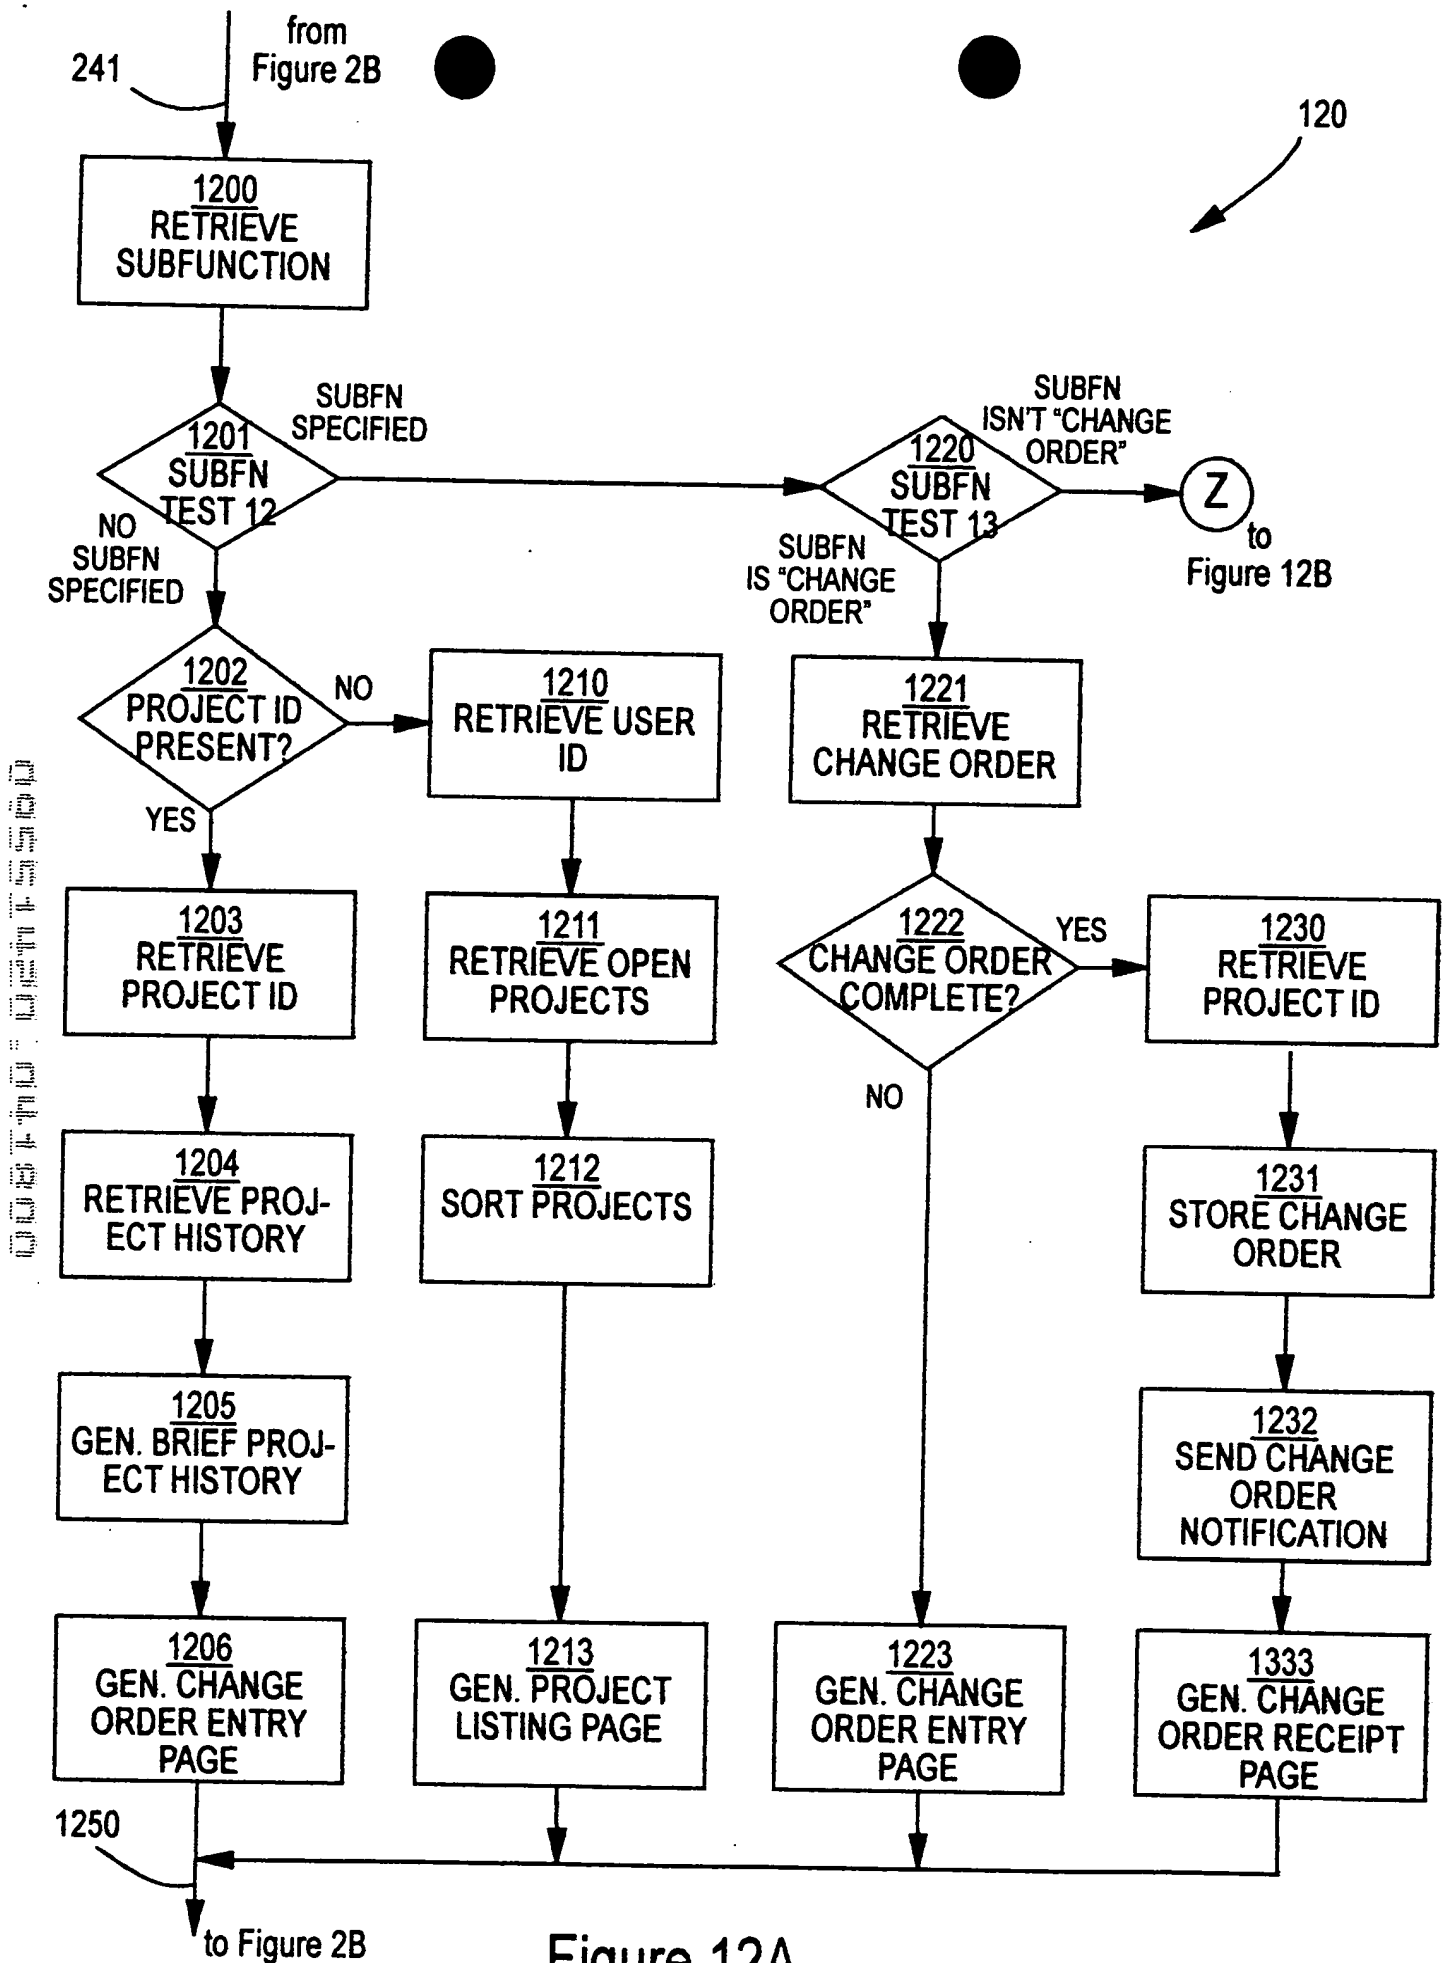 from
Figure 2B
241
120
1200
RETRIEVE
SUBFUNCTION
SUBFN
SPECIFIED
1201
SUBFN
TEST 12
NO
SUBFN
SPECIFIED
SUBFN
ISN'T "CHANGE
ORDER"
1220
SUBFN
TEST 13
Z
to
Figure 12B
SUBFN
IS "CHANGE
ORDER"
1202
PROJECT ID
PRESENT?
NO
YES
1210
RETRIEVE USER
ID
1221
RETRIEVE
CHANGE ORDER
1203
RETRIEVE
PROJECT ID
1211
RETRIEVE OPEN
PROJECTS
1222
CHANGE ORDER
COMPLETE?
YES
NO
1230
RETRIEVE
PROJECT ID
1204
RETRIEVE PROJ-
ECT HISTORY
1212
SORT PROJECTS
1231
STORE CHANGE
ORDER
1205
GEN. BRIEF PROJ-
ECT HISTORY
1232
SEND CHANGE
ORDER
NOTIFICATION
1206
GEN. CHANGE
ORDER ENTRY
PAGE
1213
GEN. PROJECT
LISTING PAGE
1223
GEN. CHANGE
ORDER ENTRY
PAGE
1333
GEN. CHANGE
ORDER RECEIPT
PAGE
1250
to Figure 2B
Figure 12A